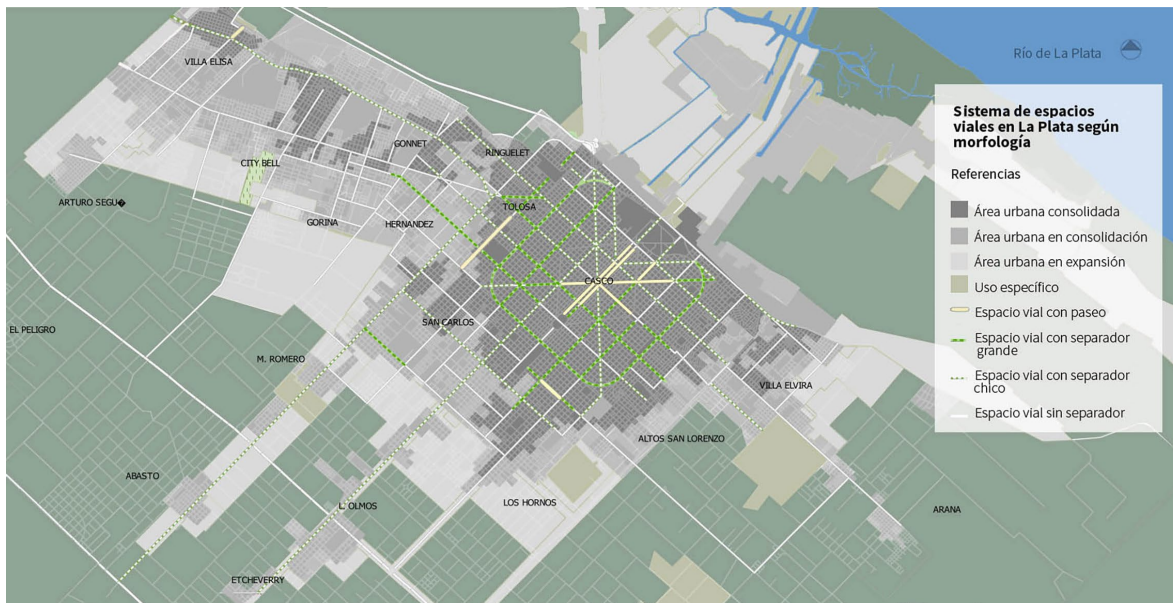 Río de La Plata
Sistema de espacios
viales en La Plata según
morfología
Referencias
Área urbana consolidada
Área urbana en consolidación
Área urbana en expansión
Uso específico
Espacio vial con paseo
Espacio vial con separador
grande
Espacio vial con separador
chico
Espacio vial sin separador
VILLA ELISA
GONNET
RINGUELET
CITY BELL
ARTURO SEGU�
TOLOSA
GORINA
HERNANDEZ
CASCO
SAN CARLOS
EL PELIGRO
M. ROMERO
VILLA ELVIRA
ALTOS SAN LORENZO
ABASTO
LOS HORNOS
L. OLMOS
ARANA
ETCHEVERRY